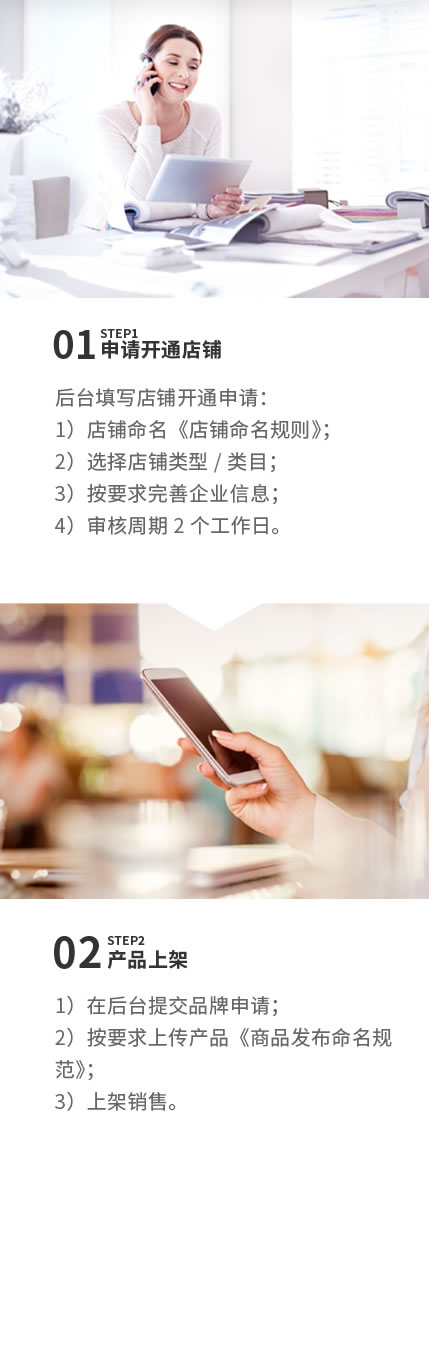 01 STEP1
申请开通店铺
后台填写店铺开通申请：
1）店铺命名《店铺命名规则》；
2）选择店铺类型 / 类目；
3）按要求完善企业信息；
4）审核周期 2 个工作日。
02 STEP2
产品上架
1）在后台提交品牌申请；
2）按要求上传产品《商品发布命名规
范》；
3）上架销售。